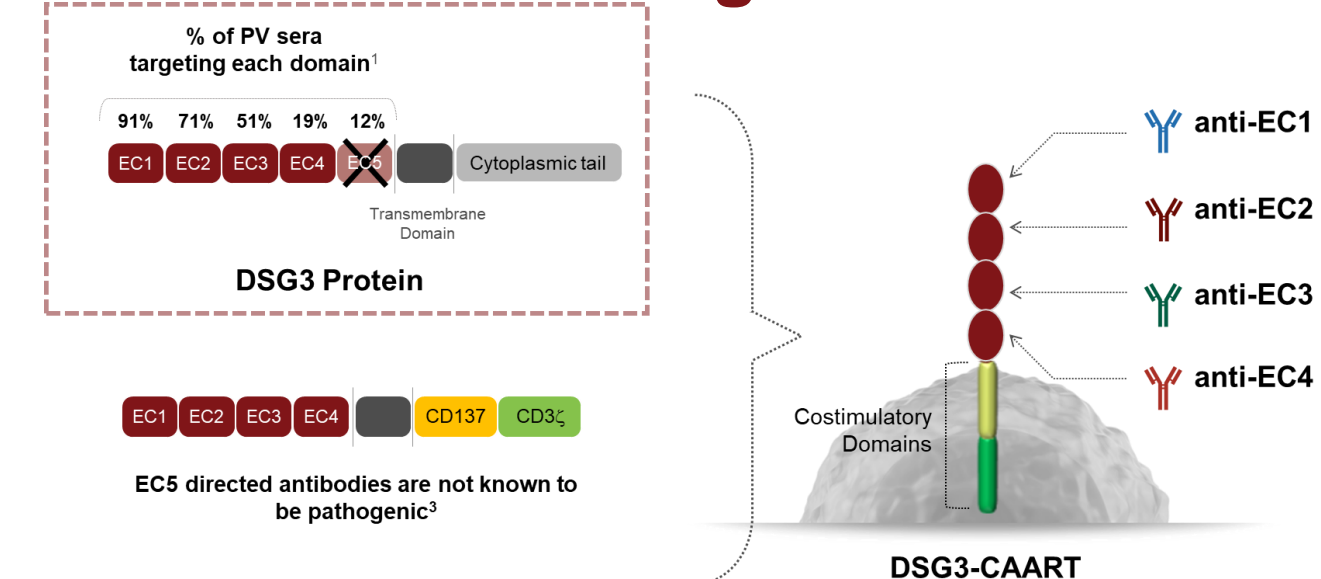 % of PV sera
targeting each domain1
91% 71% 51% 19% 12%
EC1 EC2 EC3 EC4 EC5 Cytoplasmic tail
Transmembrane
Domain
DSG3 Protein
EC1 EC2 EC3 EC4 CD137 CD3ζ
EC5 directed antibodies are not known to
be pathogenic3
anti-EC1
anti-EC2
anti-EC3
anti-EC4
Costimulatory
Domains
DSG3-CAART